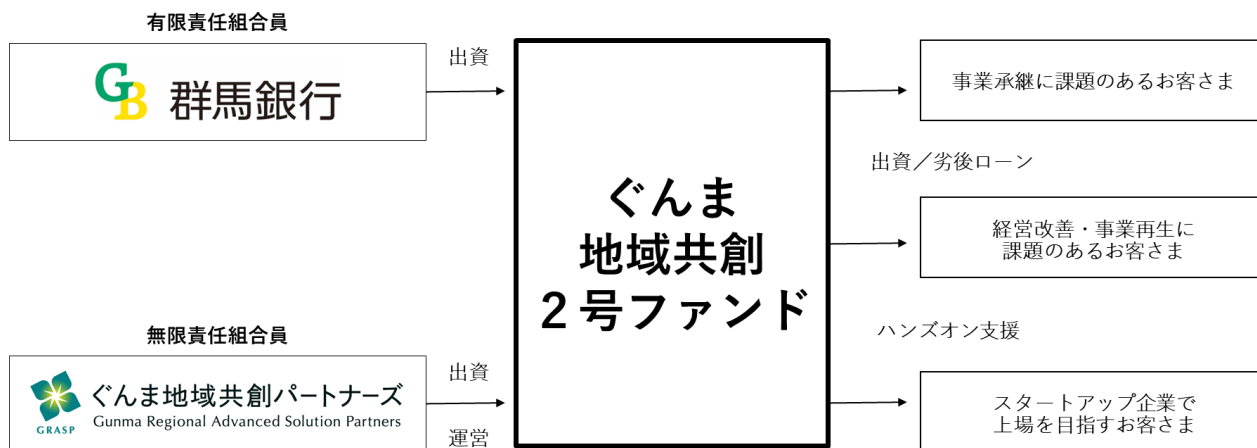 有限責任組合員
GB 群馬銀行
出資
無限責任組合員
ぐんま地域共創パートナーズ
Gunma Regional Advanced Solution Partners
GRASP
出資
運営
ぐんま
地域共創
２号ファンド
出資／劣後ローン
ハンズオン支援
事業承継に課題のあるお客さま
経営改善・事業再生に
課題のあるお客さま
スタートアップ企業で
上場を目指すお客さま